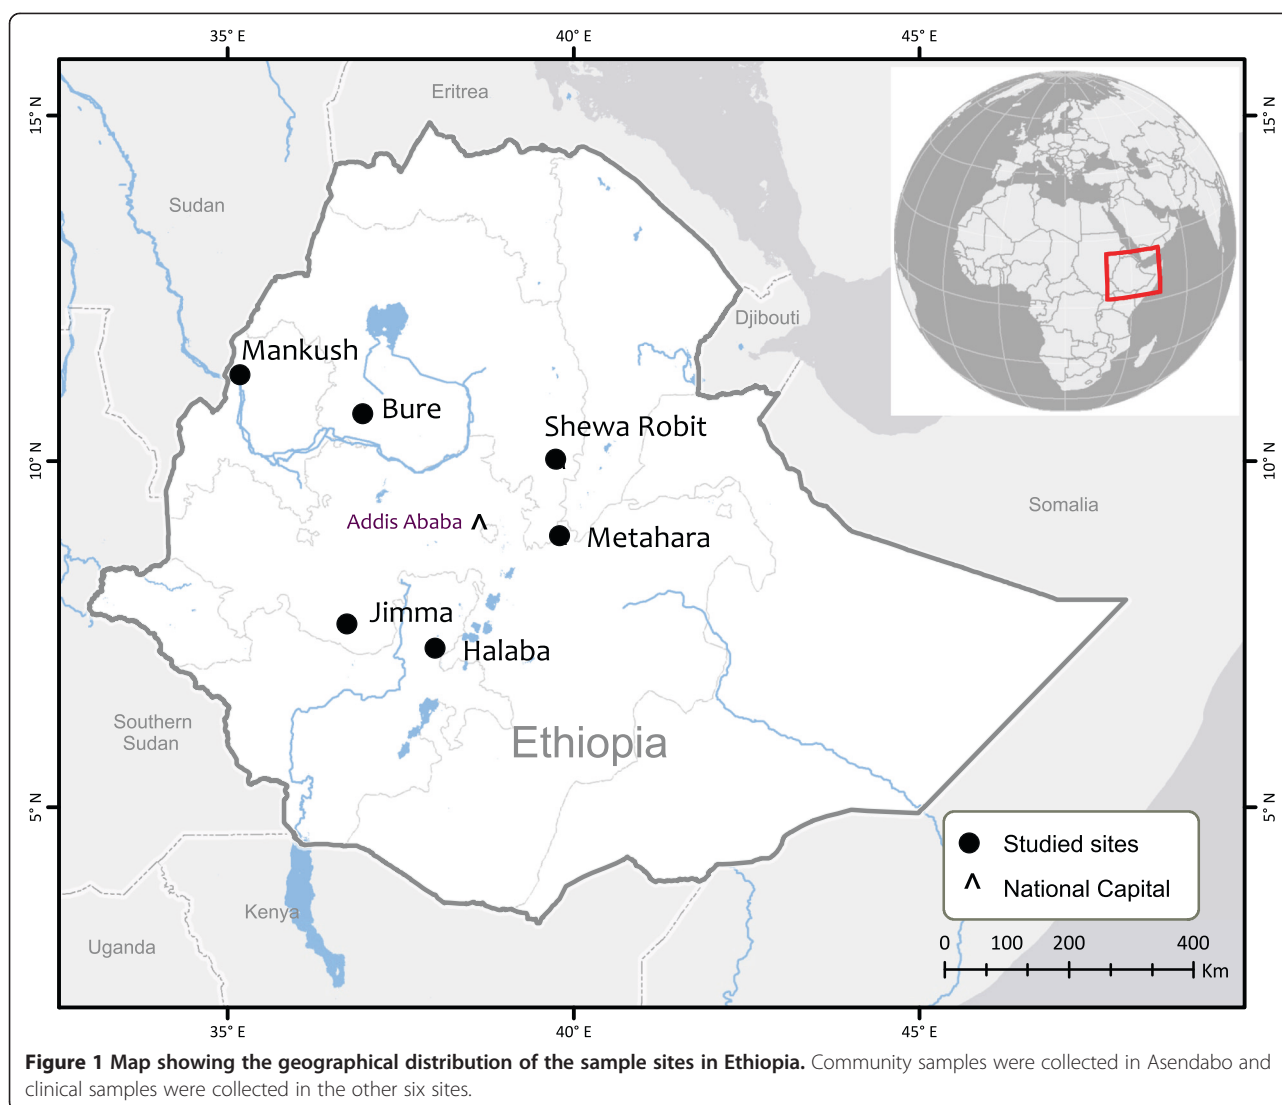 35° E 40° E 45° E
15° N
15° N
Eritrea
Sudan
Djibouti
Mankush
Bure
Shewa Robit
10° N
10° N
Somalia
Addis Ababa ^
Metahara
Jimma
Halaba
Southern
Sudan
Ethiopia
5° N
5° N
Studied sites
^ National Capital
Kenya
Uganda
0 100 200 400
Km
35° E 40° E 45° E
Figure 1 Map showing the geographical distribution of the sample sites in Ethiopia. Community samples were collected in Asendabo and
clinical samples were collected in the other six sites.